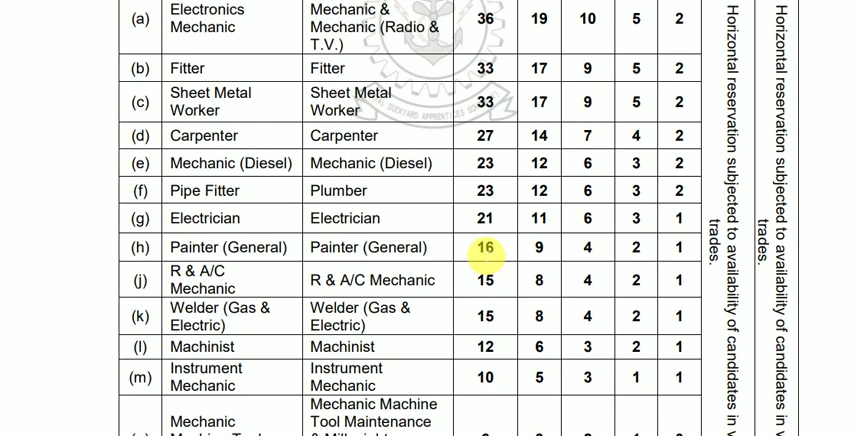 (a) Electronics Mechanic Mechanic & Mechanic (Radio & T.V.) 36 19 10 5 2
(b) Fitter Fitter 33 17 9 5 2
(c) Sheet Metal Worker Sheet Metal Worker 33 17 9 5 2
(d) Carpenter Carpenter 27 14 7 4 2
(e) Mechanic (Diesel) Mechanic (Diesel) 23 12 6 3 2
(f) Pipe Fitter Plumber 23 12 6 3 2
(g) Electrician Electrician 21 11 6 3 1
(h) Painter (General) Painter (General) 16 9 4 2 1
(j) R & A/C Mechanic R & A/C Mechanic 15 8 4 2 1
(k) Welder (Gas & Electric) Welder (Gas & Electric) 15 8 4 2 1
(l) Machinist Machinist 12 6 3 2 1
(m) Instrument Mechanic Instrument Mechanic 10 5 3 1 1
Mechanic Mechanic Machine Tool Maintenance
Horizontal reservation subjected to availability of candidates in
trades.
Horizontal reservation subjected to availability of candidates in
trades.
DOCKYARD APPRENTICES